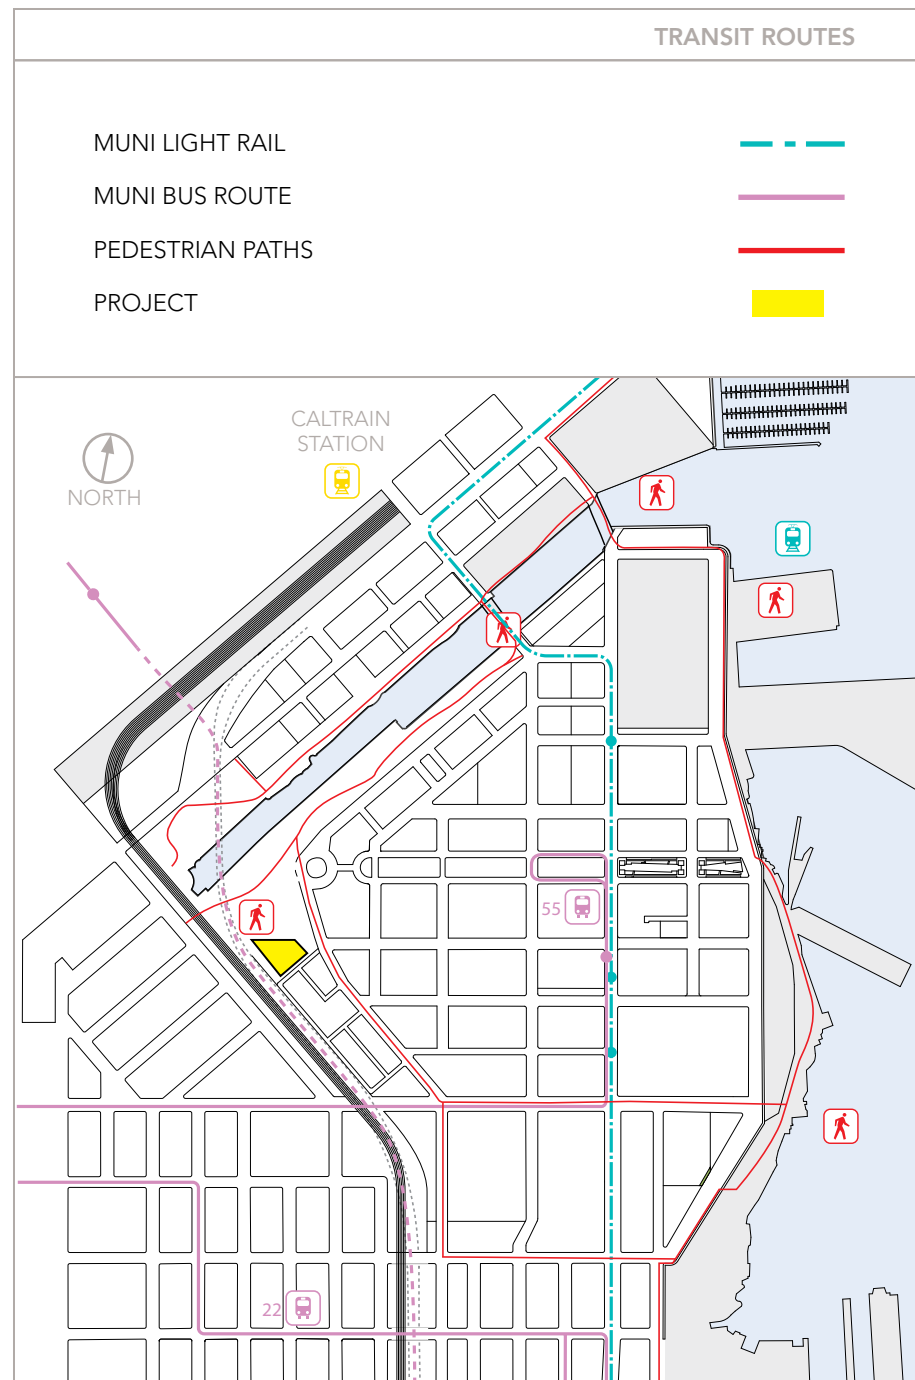 TRANSIT ROUTES
MUNI LIGHT RAIL
MUNI BUS ROUTE
PEDESTRIAN PATHS
PROJECT
CALTRAIN
STATION
NORTH
55
22